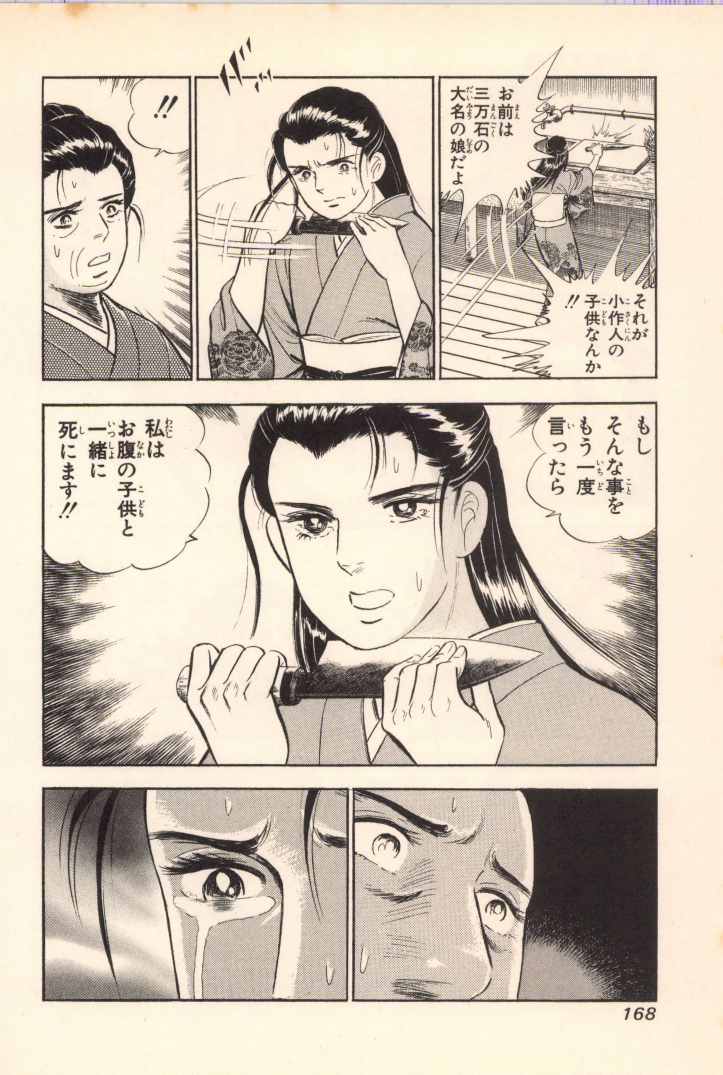 お前は
三万石の
大名の娘だよ
それが
小作人の
子供なんか
!!
!!
もし
そんな事を
もう一度
言ったら
私は
お腹の子供と
一緒に
死にます!!
168